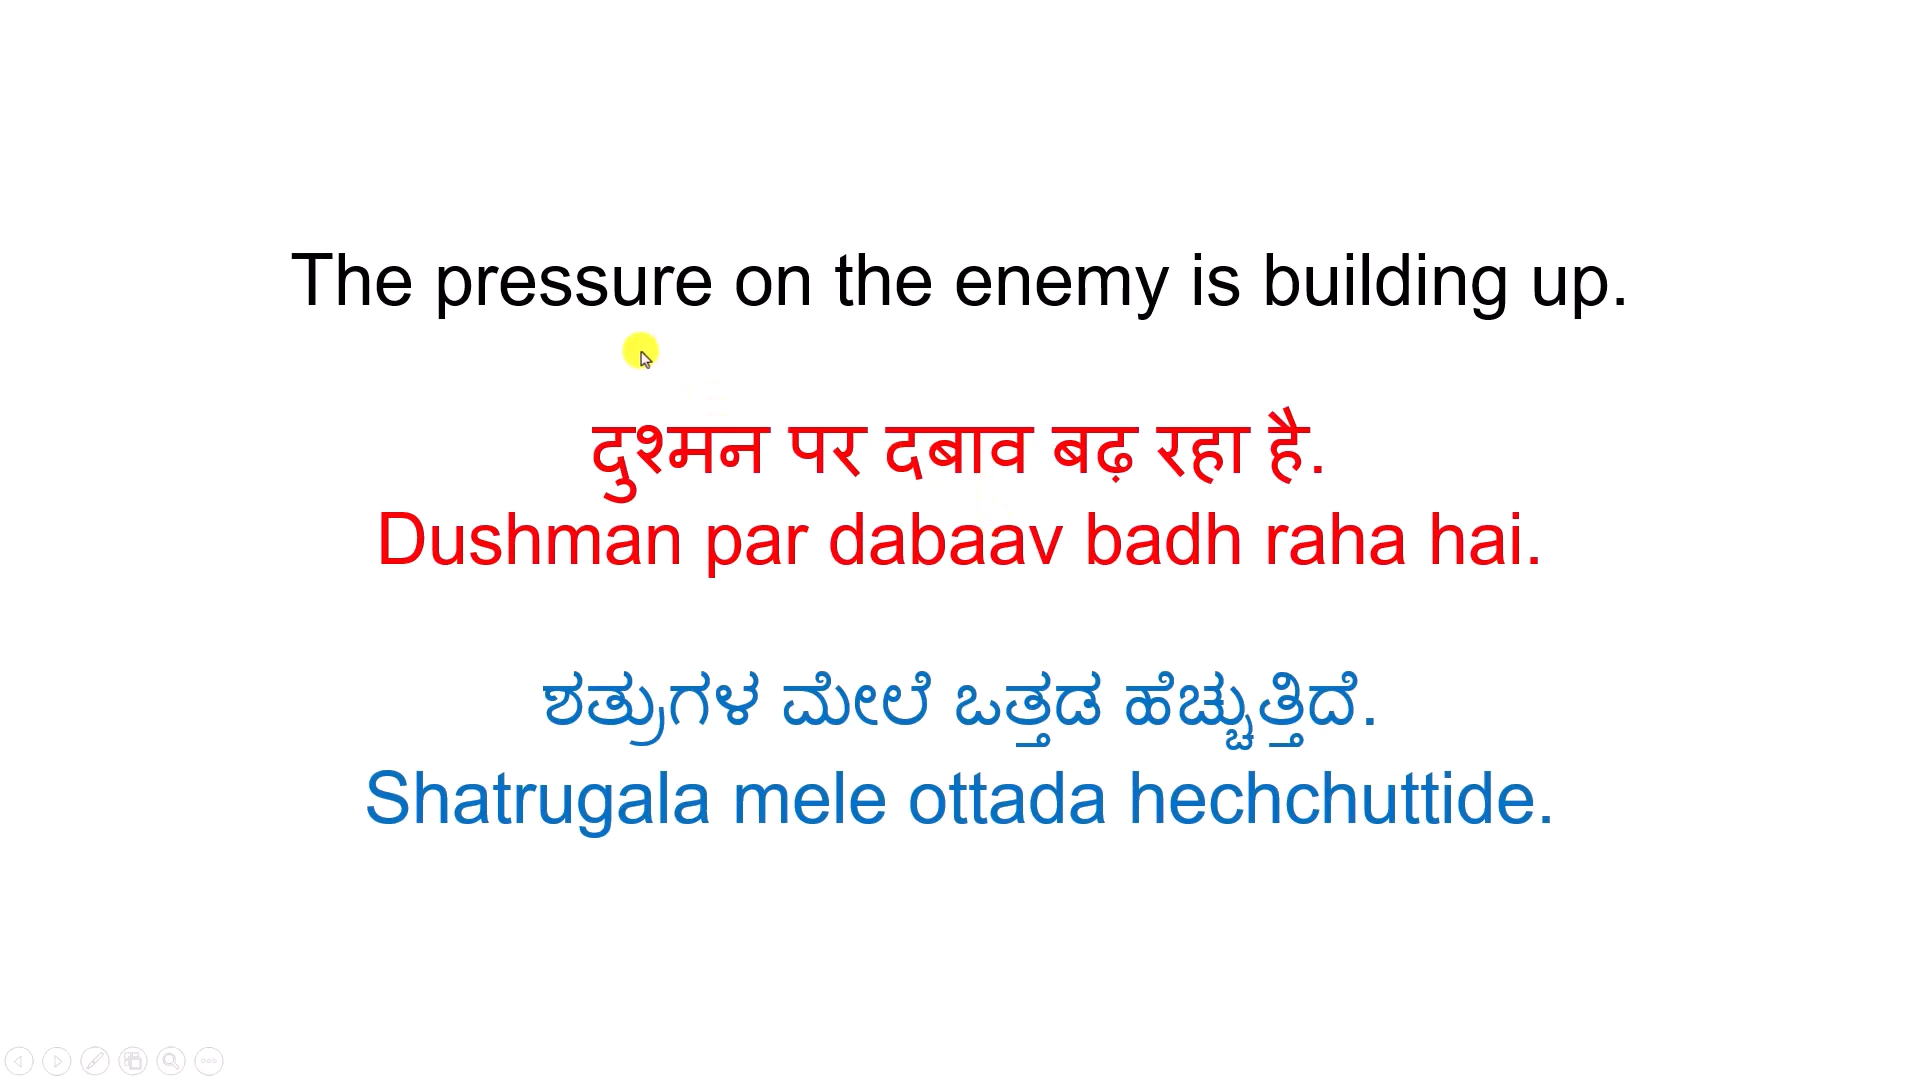 The pressure on the enemy is building up.
दुश्मन पर दबाव बढ़ रहा है.
Dushman par dabaav badh raha hai.
ಶತ್ರುಗಳ ಮೇಲೆ ಒತ್ತಡ ಹೆಚ್ಚುತ್ತಿದೆ.
Shatrugala mele ottada hechchuttide.